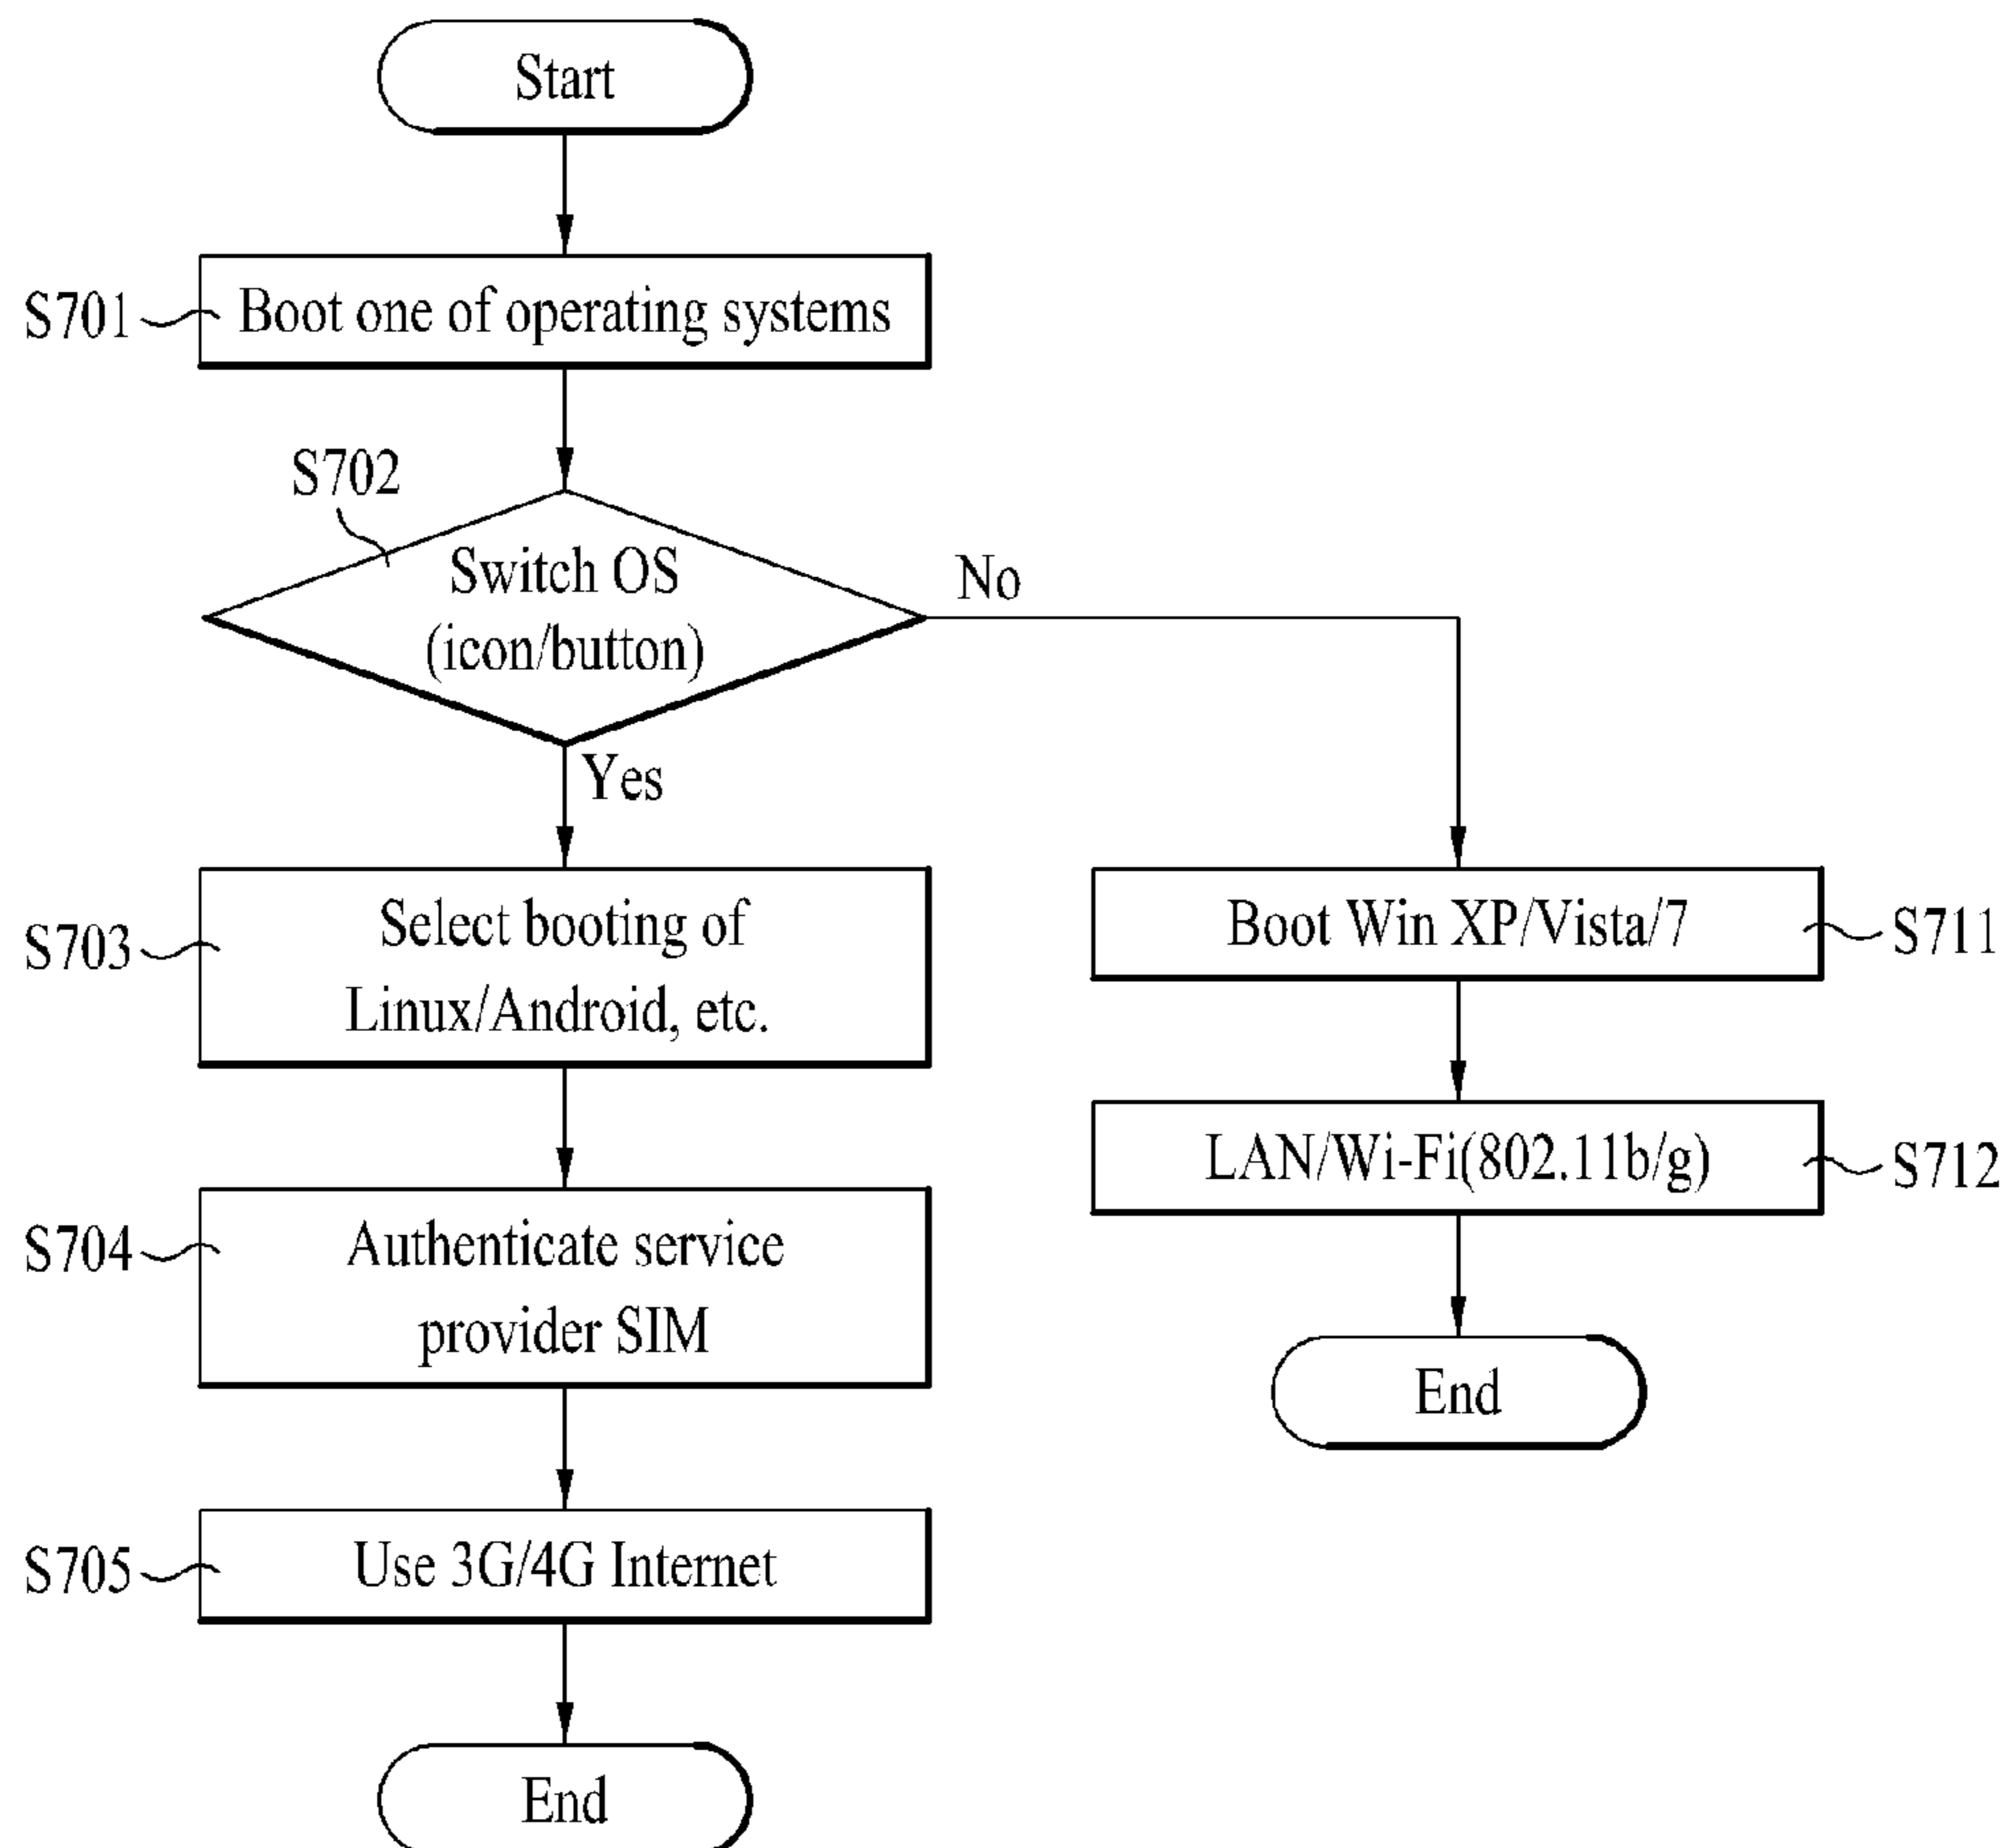 Start
S701
Boot one of operating systems
S702
Switch OS
(icon/button)
No
Yes
S703
Select booting of
Linux/Android, etc.
Boot Win XP/Vista/7
S711
LAN/Wi-Fi(802.11b/g)
S712
S704
Authenticate service
provider SIM
End
S705
Use 3G/4G Internet
End